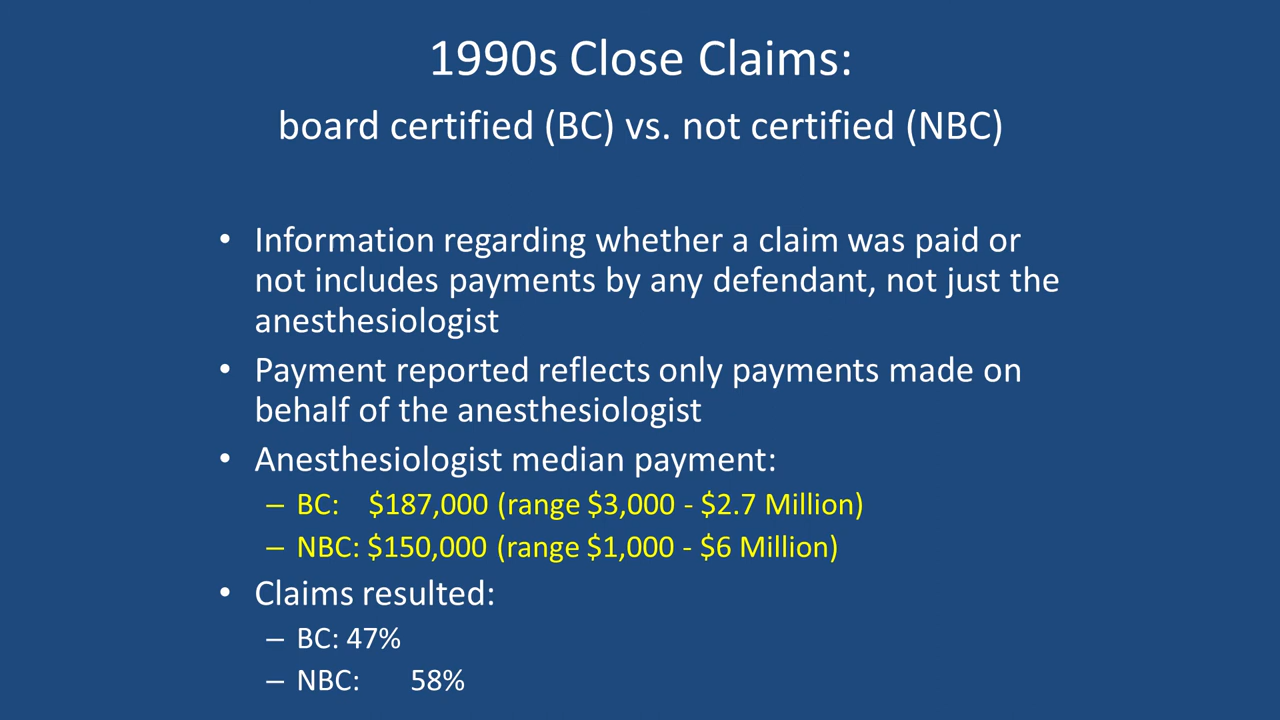 1990s Close Claims:
board certified (BC) vs. not certified (NBC)
• Information regarding whether a claim was paid or
not includes payments by any defendant, not just the
anesthesiologist
• Payment reported reflects only payments made on
behalf of the anesthesiologist
• Anesthesiologist median payment:
– BC: $187,000 (range $3,000 - $2.7 Million)
– NBC: $150,000 (range $1,000 - $6 Million)
• Claims resulted:
– BC: 47%
– NBC: 58%